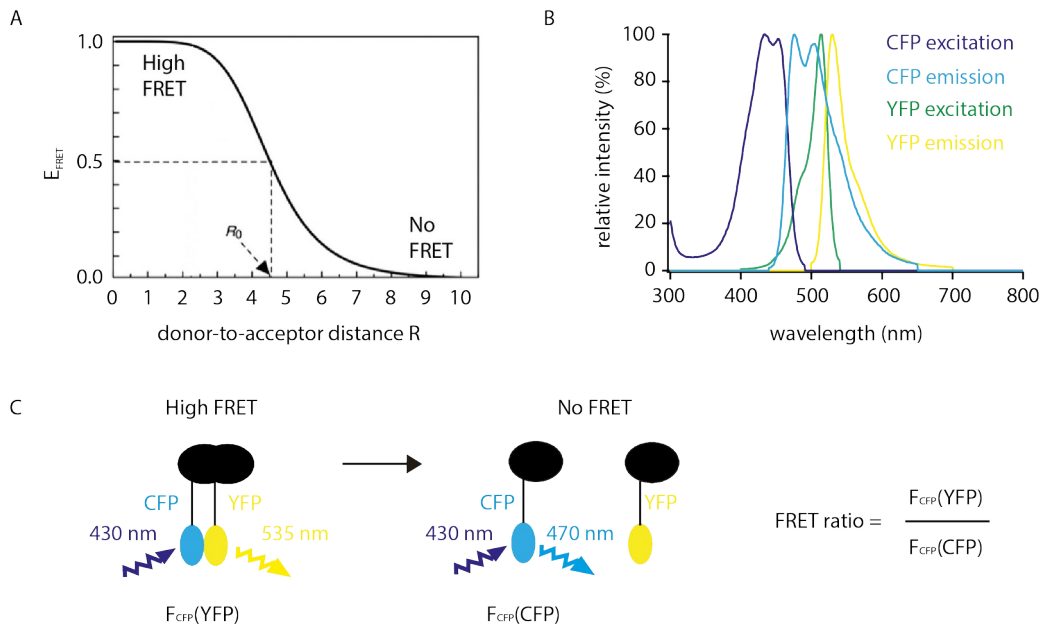 A
1.0
0.5
0.0
E_FRET
High
FRET
No
FRET
R0
0 1 2 3 4 5 6 7 8 9 10
donor-to-acceptor distance R
B
100
80
60
40
20
0
relative intensity (%)
CFP excitation
CFP emission
YFP excitation
YFP emission
300 400 500 600 700 800
wavelength (nm)
C
High FRET
No FRET
CFP YFP
430 nm 535 nm
FCFP(YFP)
CFP YFP
430 nm 470 nm
FCFP(CFP)
FRET ratio =
FCFP(YFP)
FCFP(CFP)